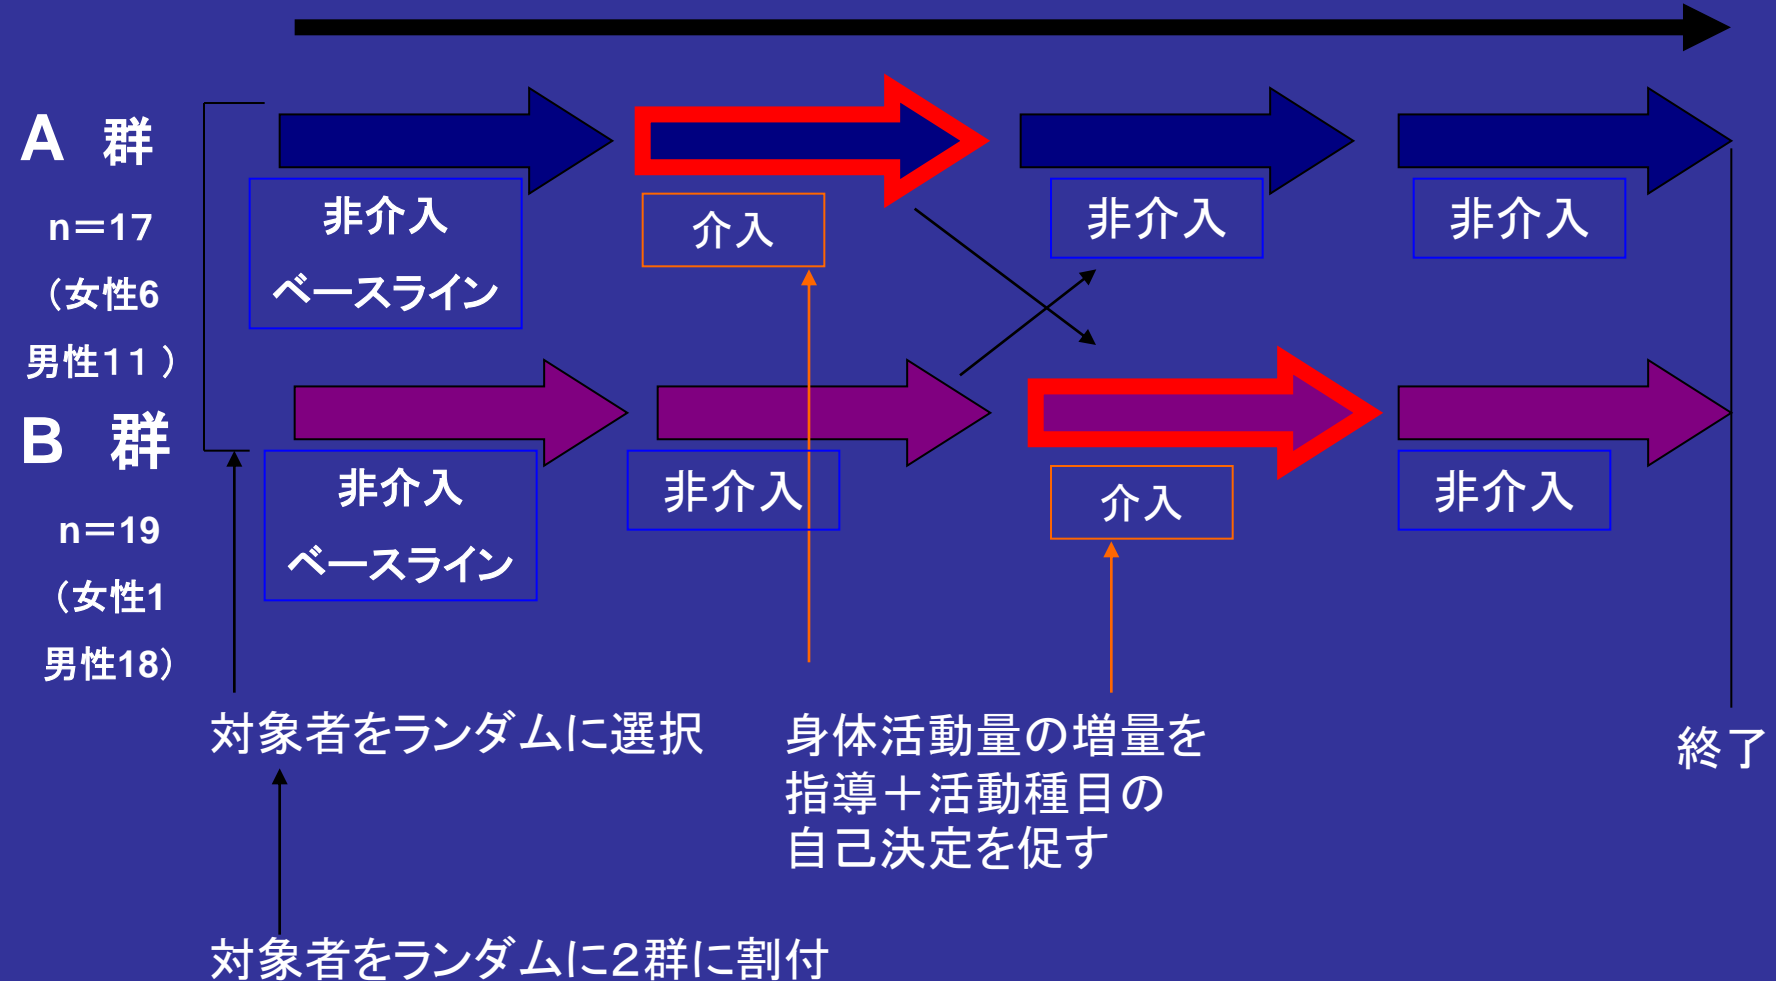 A 群
n＝17
（女性6
男性１１）
非介入
ベースライン
介入
非介入
非介入
B 群
n＝19
（女性1
男性18）
非介入
ベースライン
非介入
介入
非介入
対象者をランダムに選択
身体活動量の増量を
指導＋活動種目の
自己決定を促す
終了
対象者をランダムに２群に割付